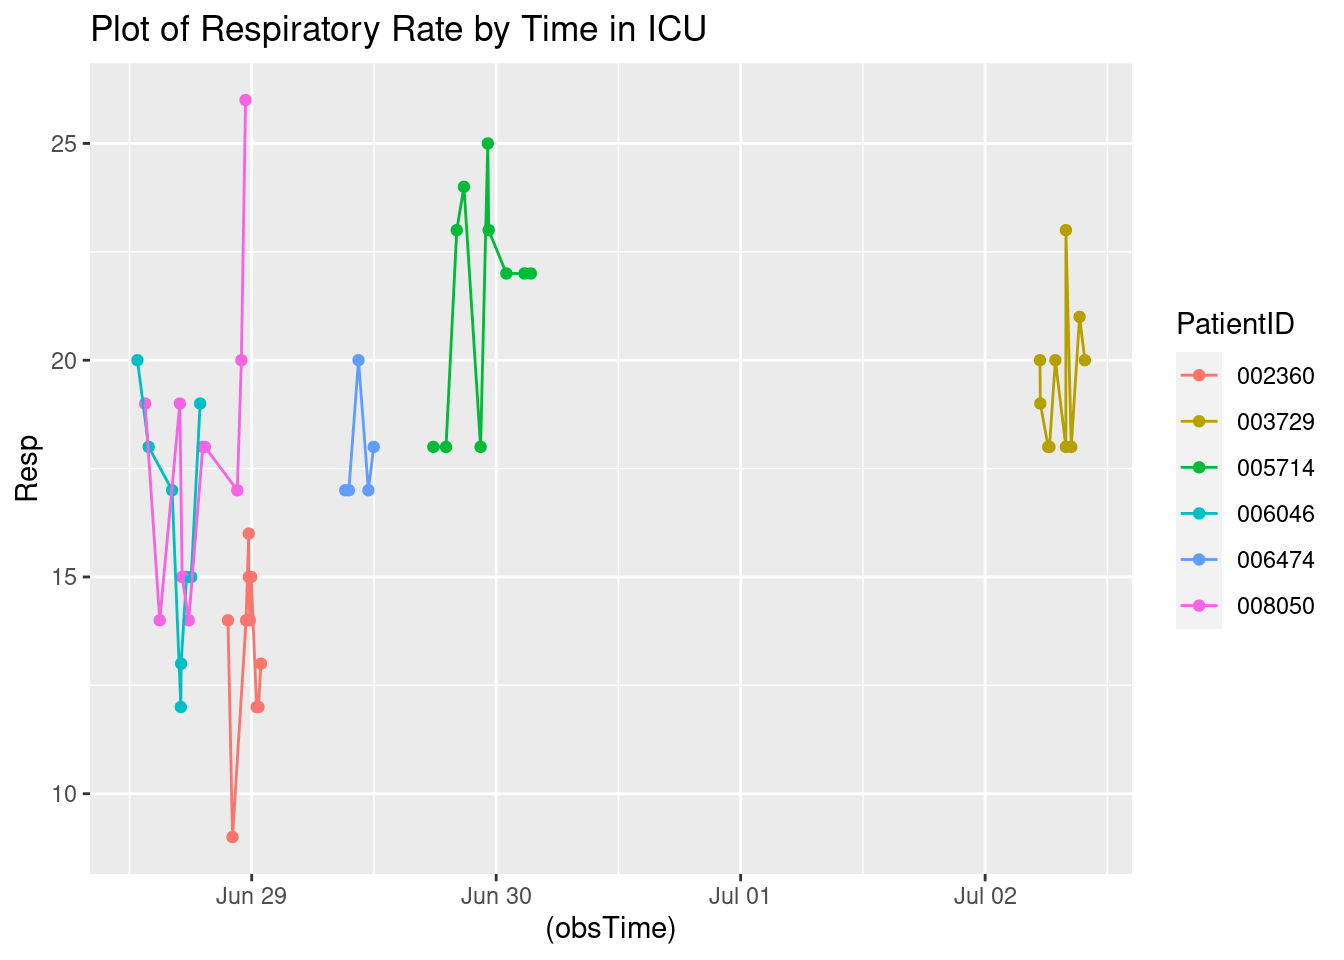 Plot of Respiratory Rate by Time in ICU
Resp
25
20
15
10
Jun 29
Jun 30
Jul 01
Jul 02
(obsTime)
PatientID
002360
003729
005714
006046
006474
008050